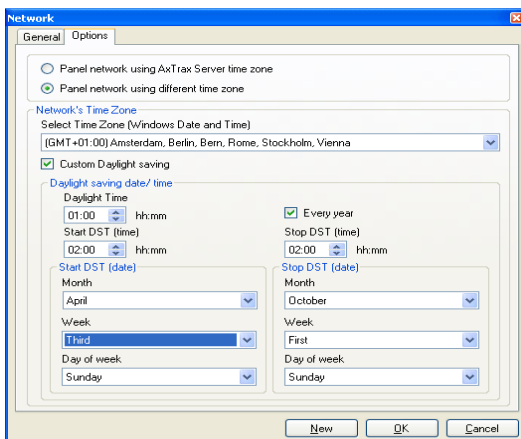 Network
General Options
Panel network using AxTrax Server time zone
Panel network using different time zone
Network's Time Zone
Select Time Zone (Windows Date and Time)
(GMT+01:00) Amsterdam, Berlin, Bern, Rome, Stockholm, Vienna
Custom Daylight saving
Daylight saving date/ time
Daylight Time
01:00 hh:mm Every year
Start DST (time) Stop DST (time)
02:00 hh:mm 02:00 hh:mm
Start DST (date) Stop DST (date)
Month Month
April October
Week Week
Third First
Day of week Day of week
Sunday Sunday
New OK Cancel